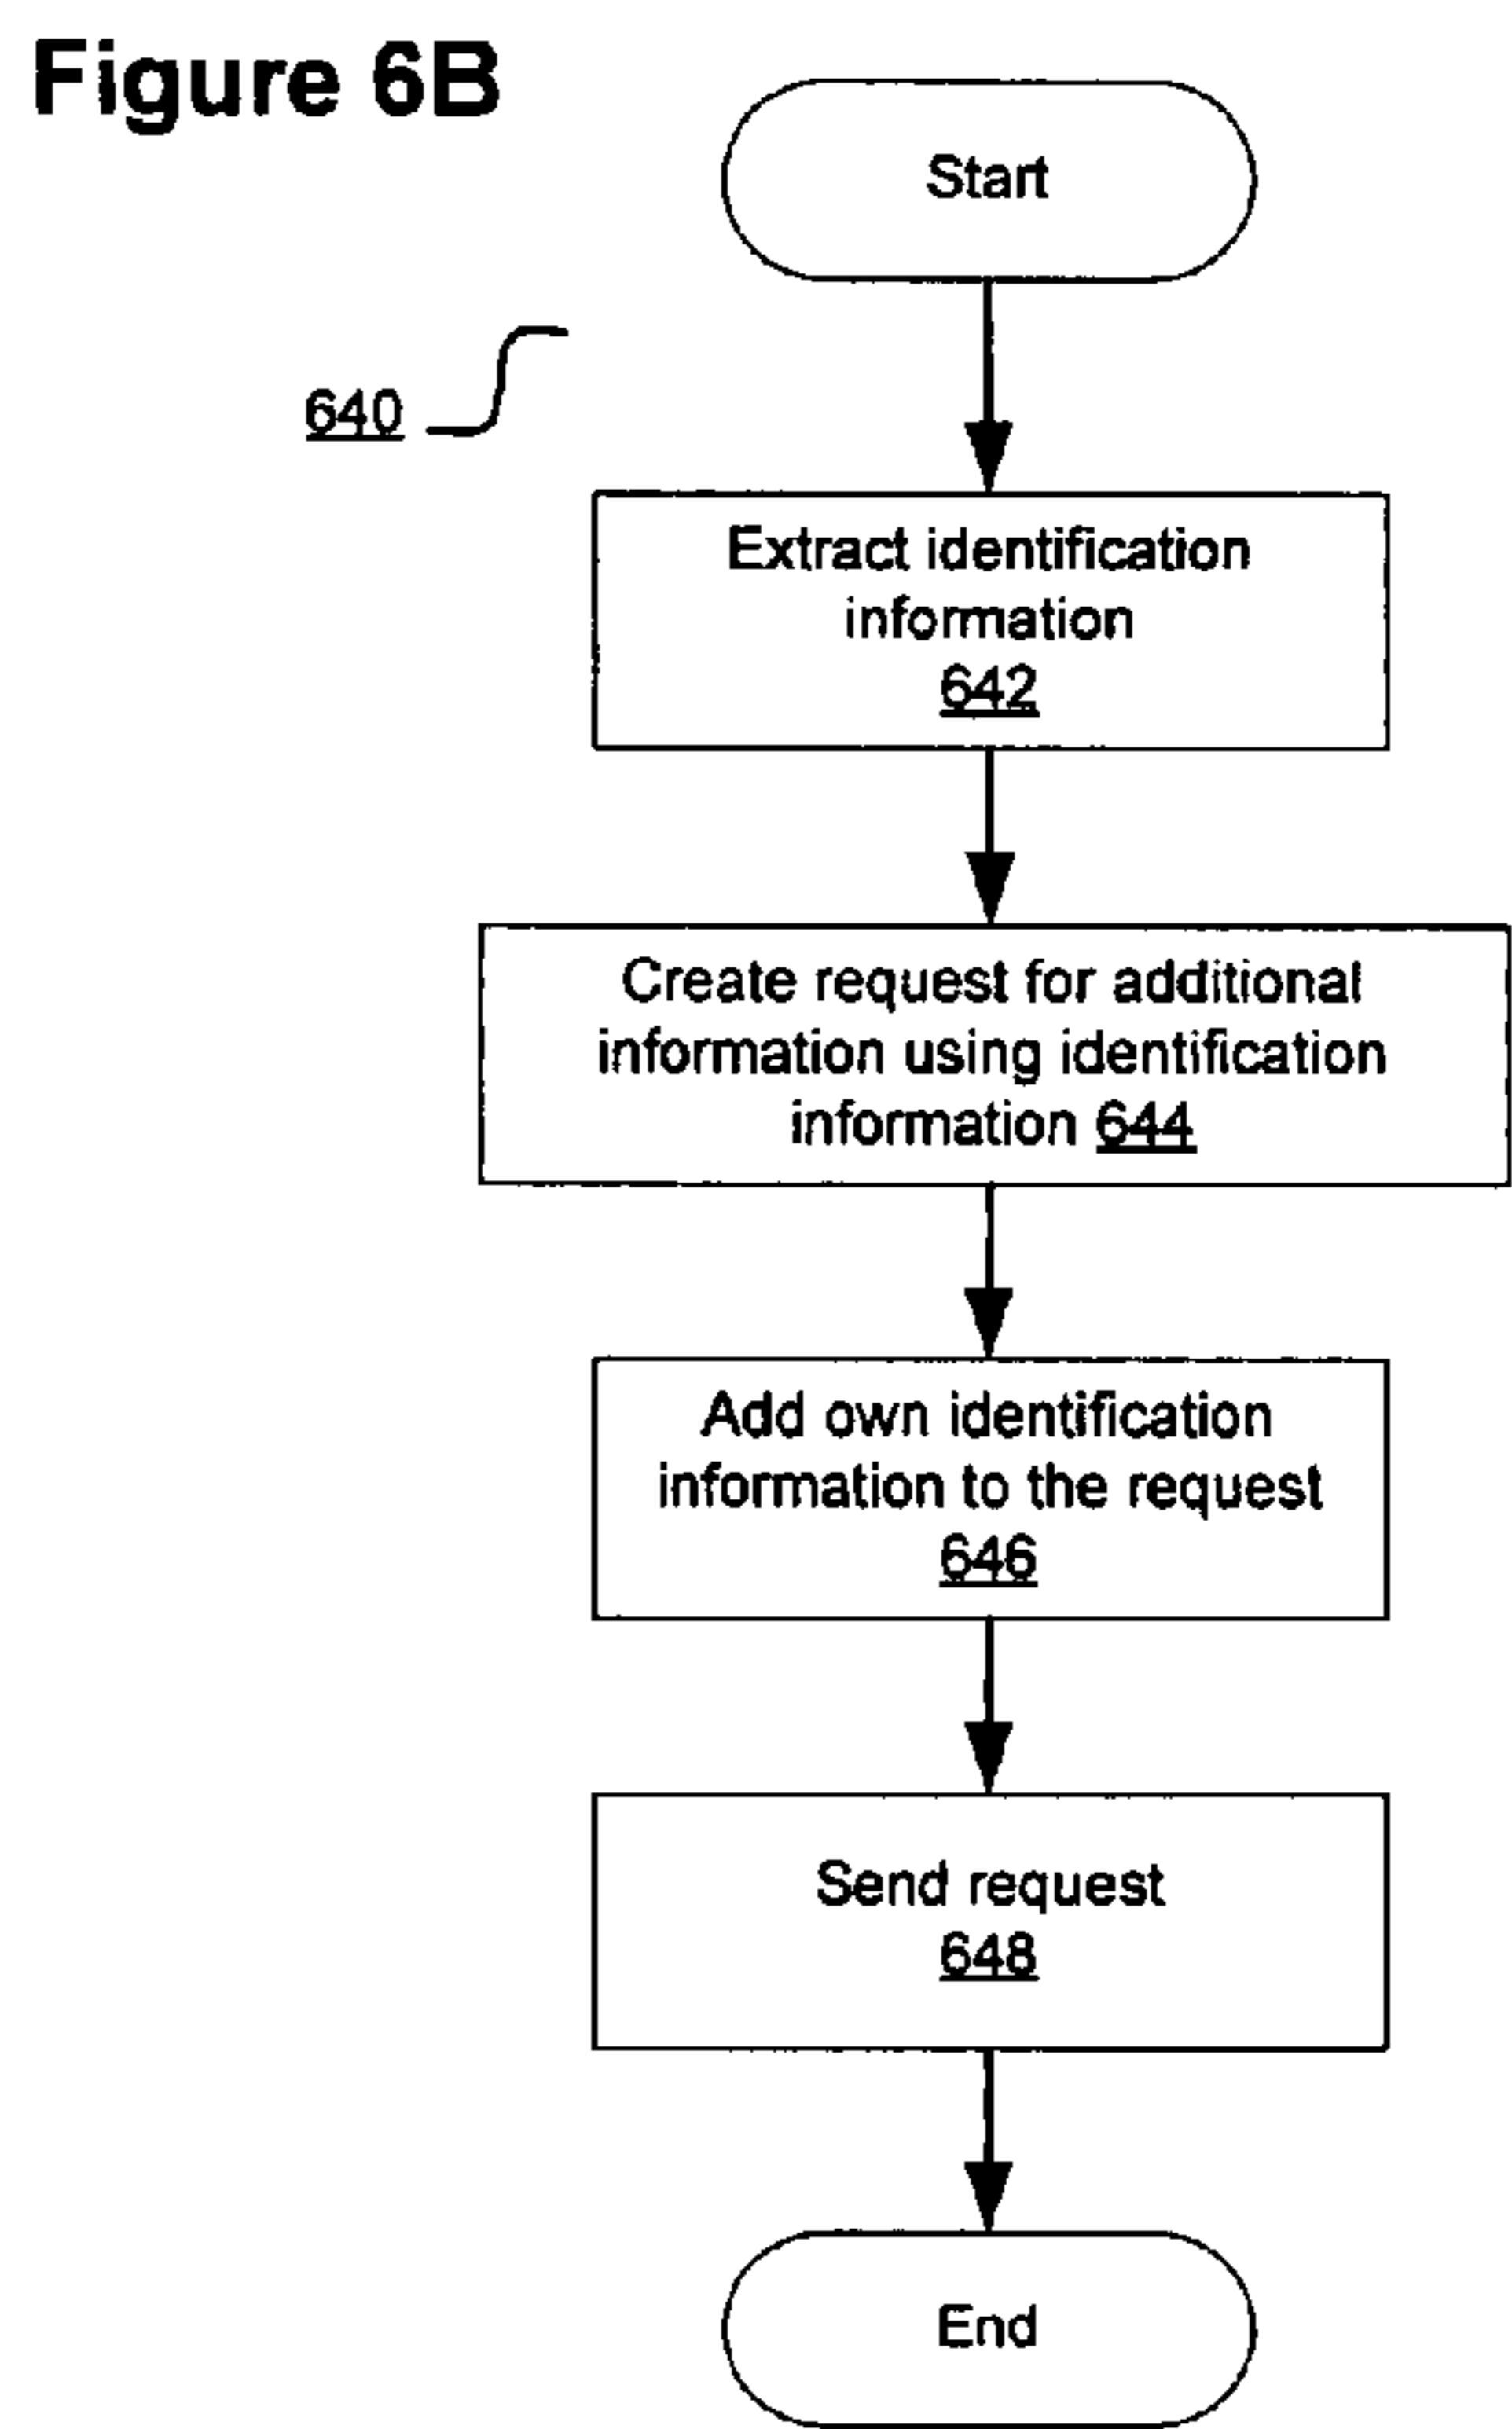 Figure 6B
Start
640
Extract identification
information
642
Create request for additional
information using identification
information 644
Add own identification
information to the request
646
Send request
648
End